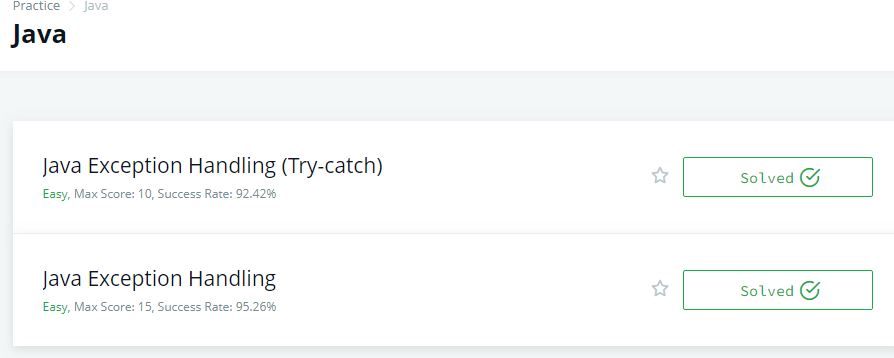 Practice > Java
Java
Java Exception Handling (Try-catch)
Easy, Max Score: 10, Success Rate: 92.42%
Solved
Java Exception Handling
Easy, Max Score: 15, Success Rate: 95.26%
Solved